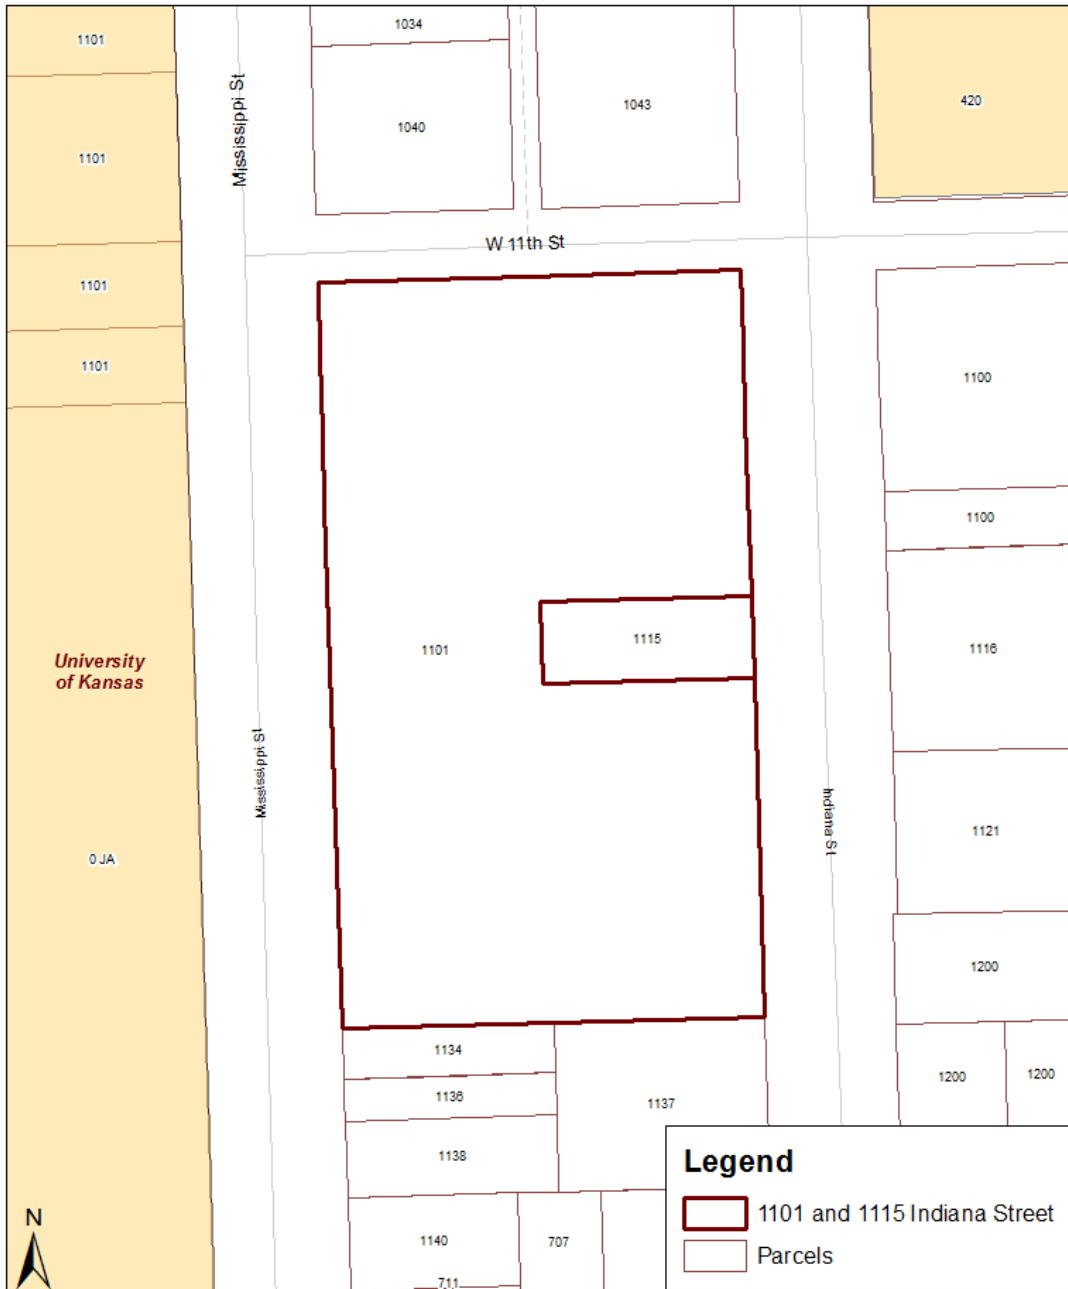 1034
1101
Mississippi St
1040
1043
420
1101
W 11th St
1101
1101
1100
1100
1101
1115
1116
University
of Kansas
Mississippi St
Indiana St
1121
0 JA
1200
1134
1136
1137
1200
1200
1138
1140
707
711
N
Legend
1101 and 1115 Indiana Street
Parcels